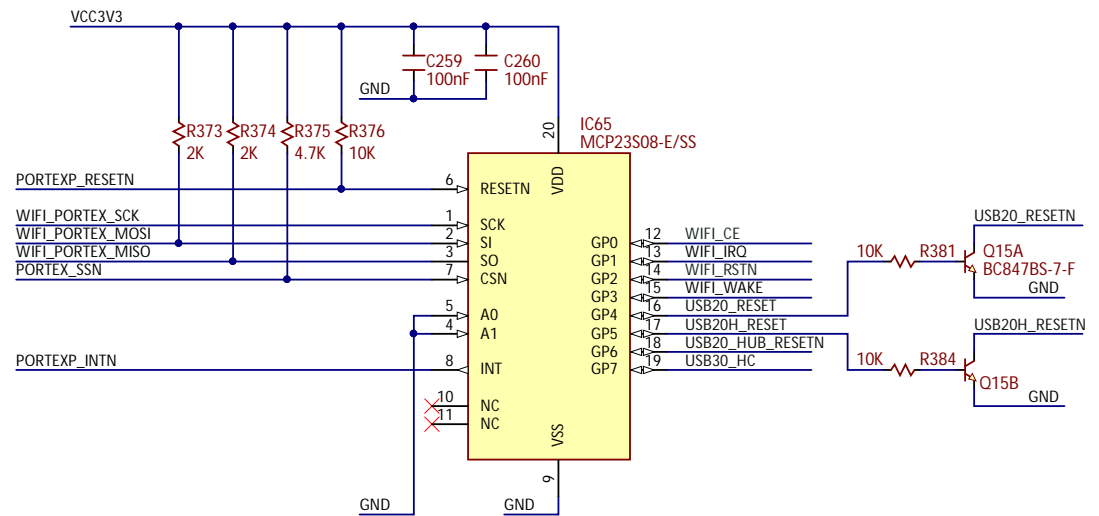 VCC3V3
C259
100nF
C260
100nF
GND
R373
2K
R374
2K
R375
4.7K
R376
10K
IC65
MCP23S08-E/SS
20
VDD
PORTEXP_RESETN
6
RESETN
WIFI_PORTEX_SCK
1
SCK
WIFI_PORTEX_MOSI
2
SI
WIFI_PORTEX_MISO
3
SO
PORTEX_SSN
7
CSN
5
A0
4
A1
PORTEXP_INTN
8
INT
10
NC
11
NC
VSS
9
GND
GND
GP0
12
WIFI_CE
GP1
13
WIFI_IRQ
GP2
14
WIFI_RSTN
GP3
15
WIFI_WAKE
GP4
16
USB20_RESET
GP5
17
USB20H_RESET
GP6
18
USB20_HUB_RESETN
GP7
19
USB30_HC
10K
R381
USB20_RESETN
Q15A
BC847BS-7-F
GND
10K
R384
USB20H_RESETN
Q15B
GND